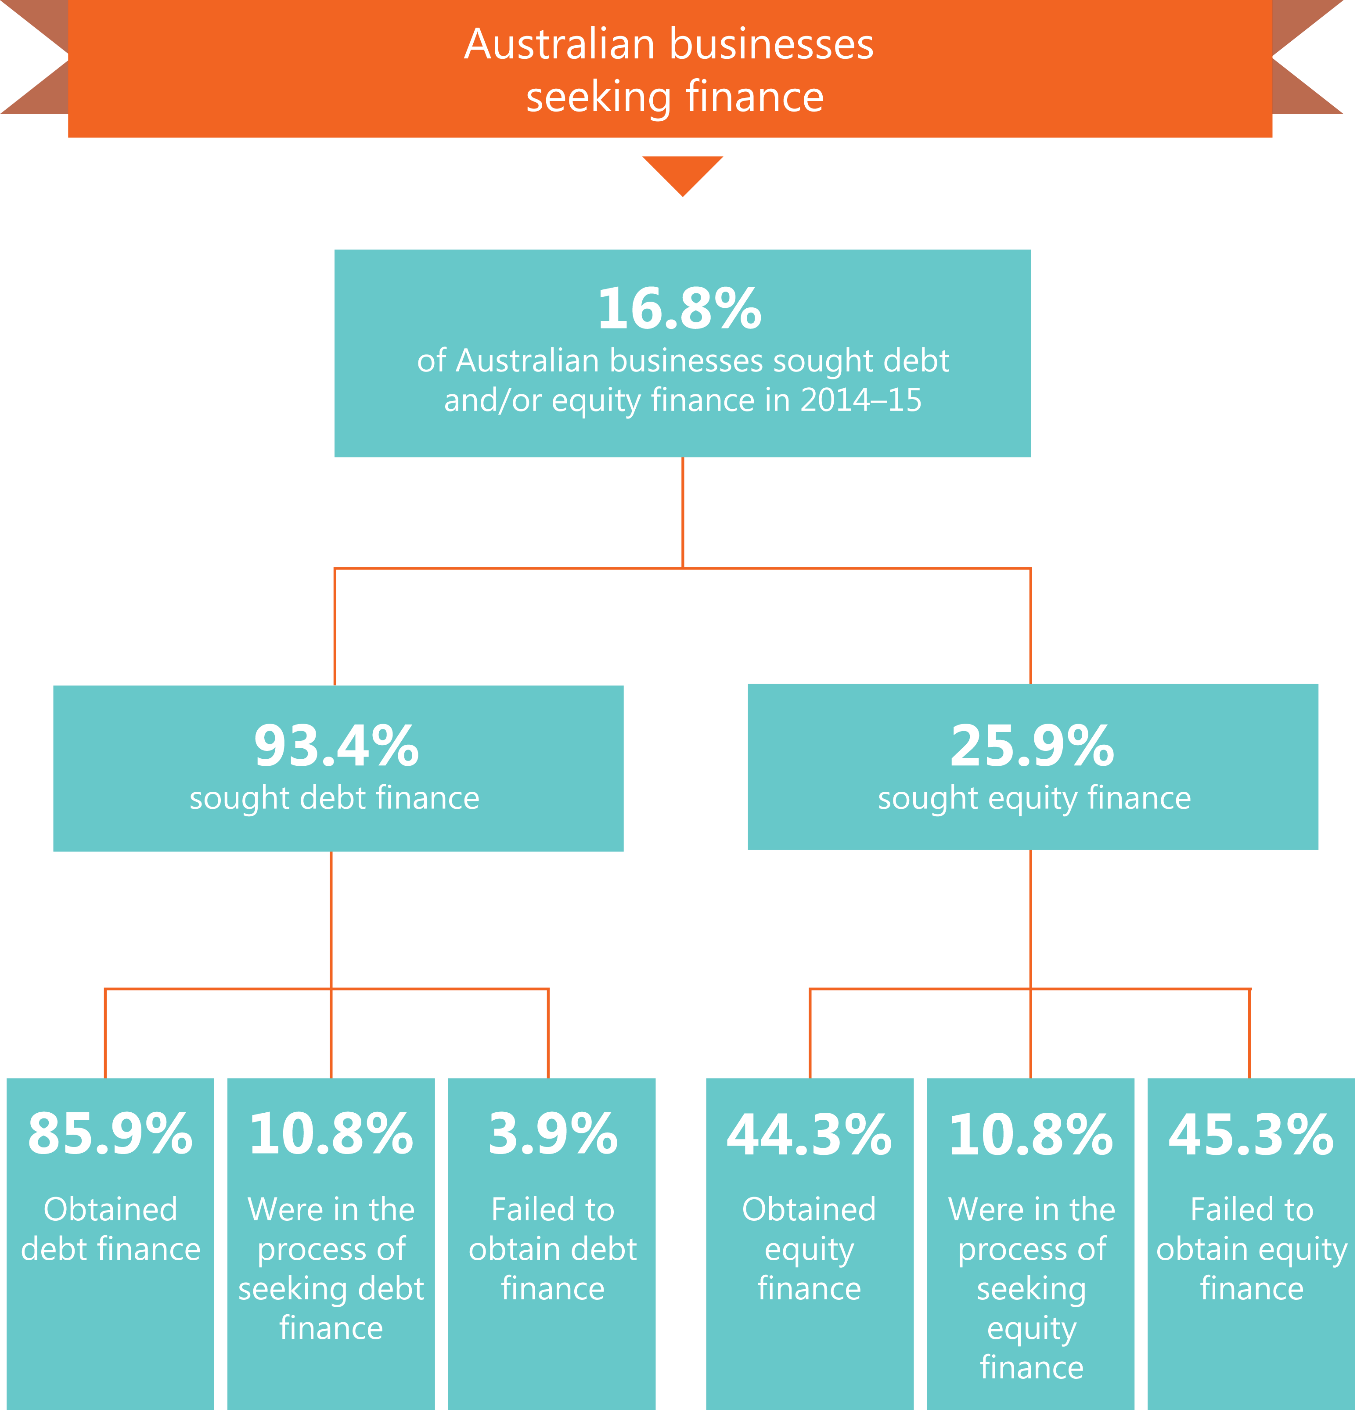 Australian businesses
seeking finance
16.8%
of Australian businesses sought debt
and/or equity finance in 2014–15
93.4%
sought debt finance
25.9%
sought equity finance
85.9%
Obtained
debt finance
10.8%
Were in the
process of
seeking debt
finance
3.9%
Failed to
obtain debt
finance
44.3%
Obtained
equity
finance
10.8%
Were in the
process of
seeking
equity
finance
45.3%
Failed to
obtain equity
finance